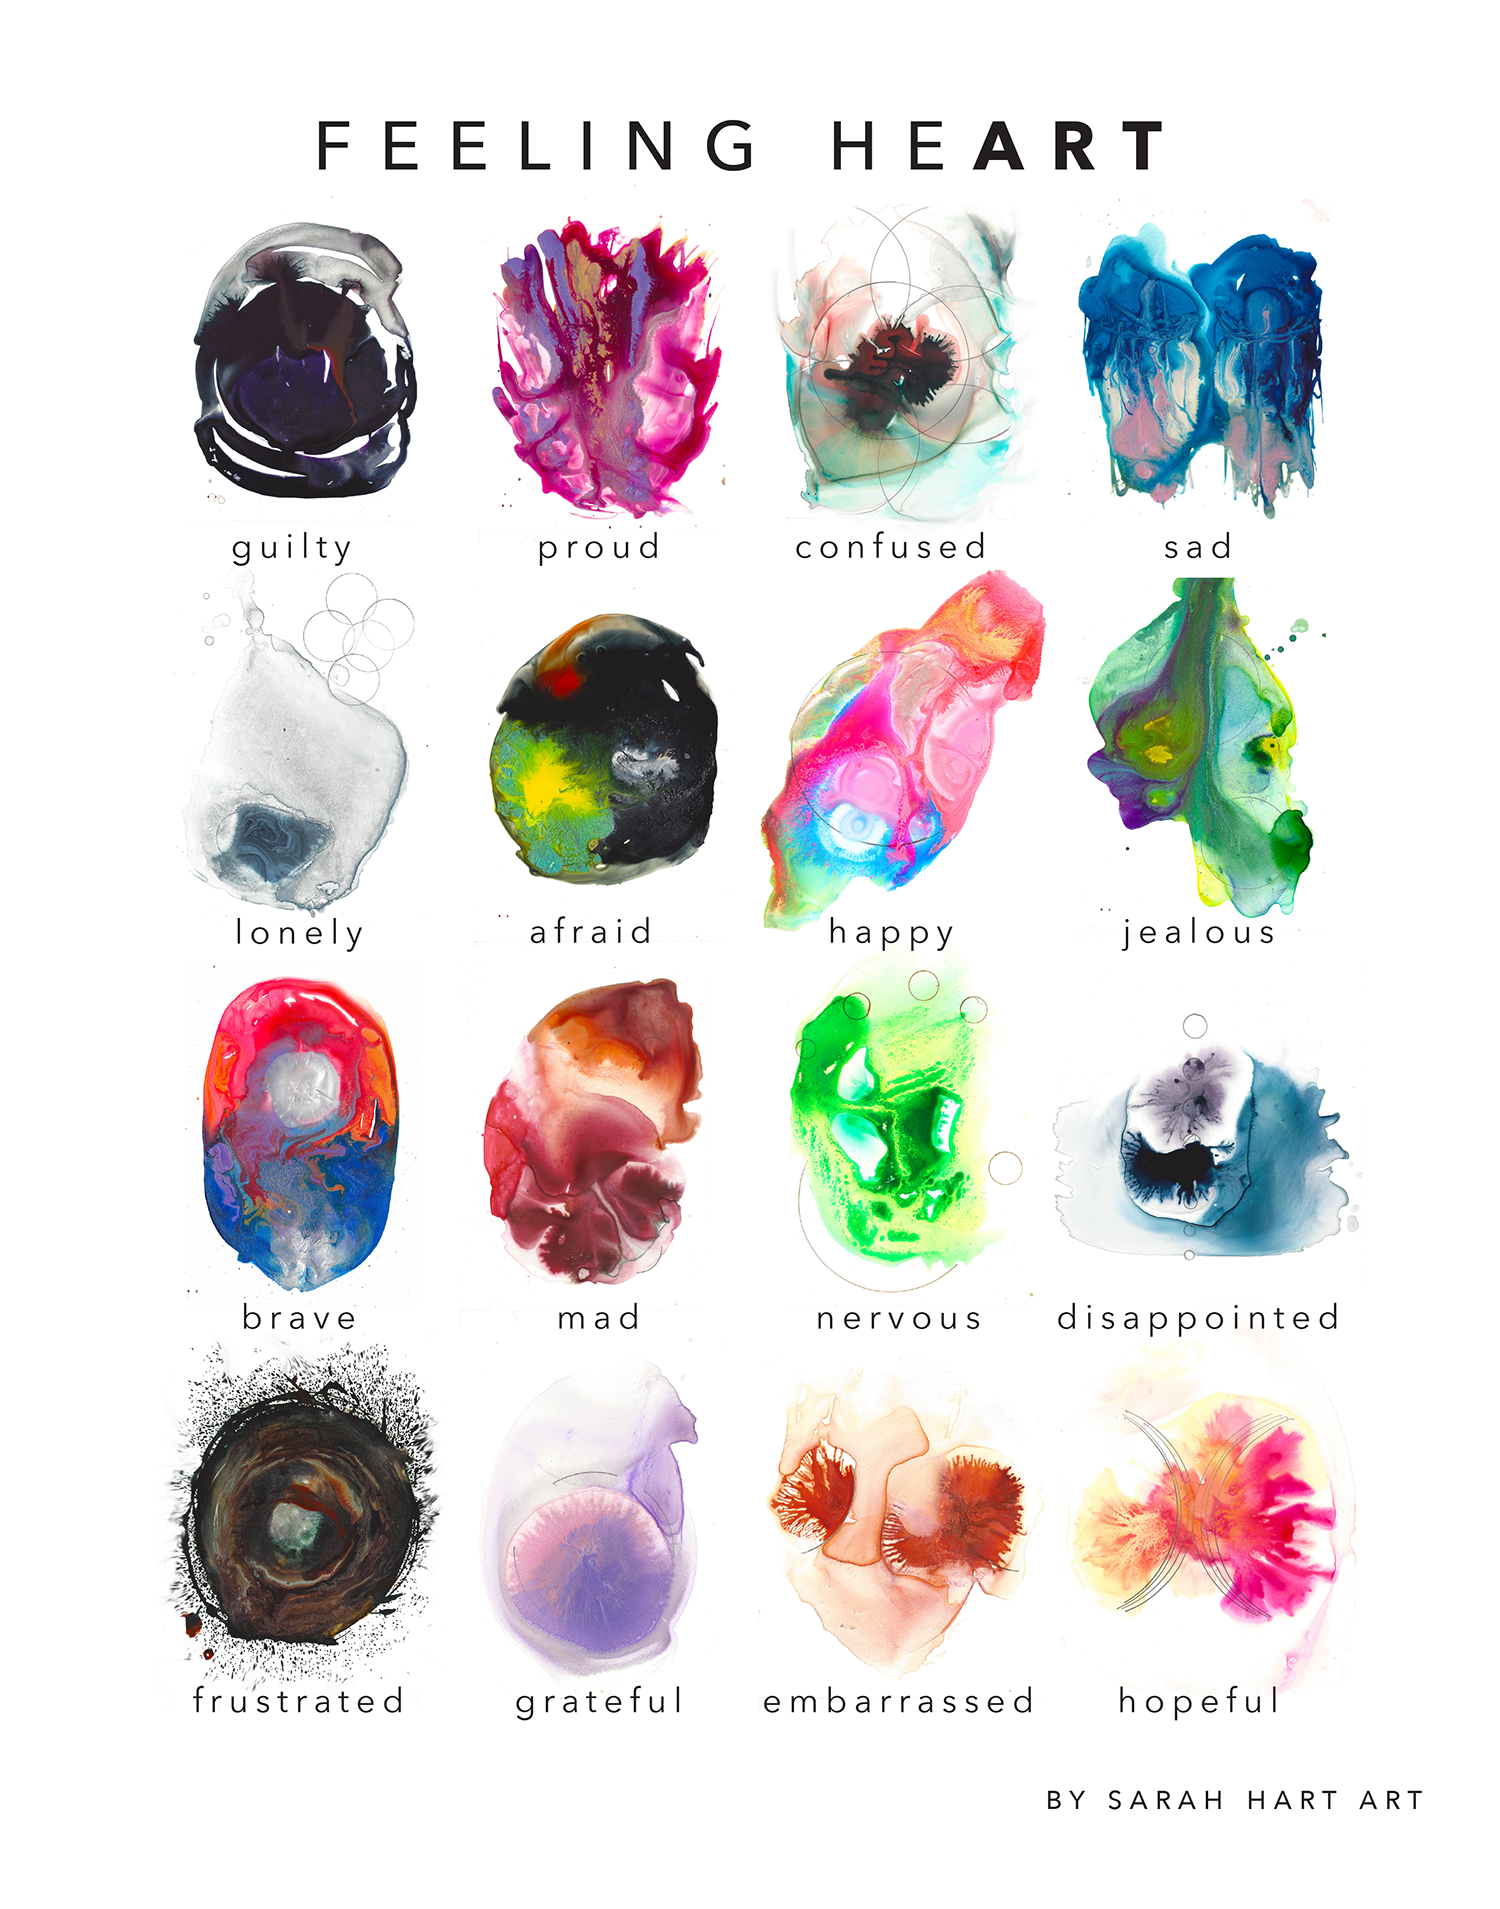 FEELING HEART
guilty proud confused sad
lonely afraid happy jealous
brave mad nervous disappointed
frustrated grateful embarrassed hopeful
BY SARAH HART ART